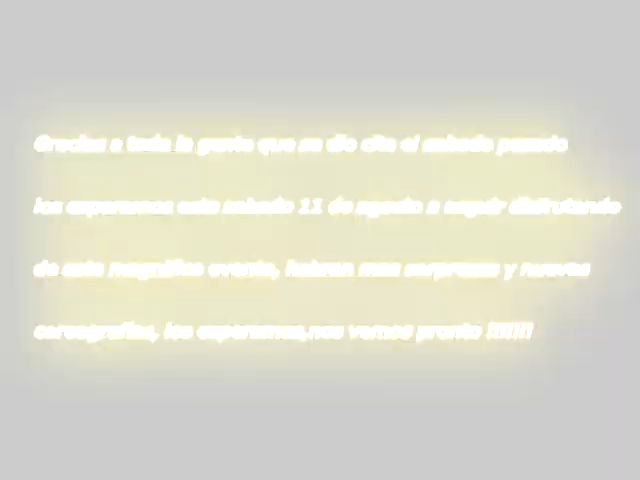 Gracias a toda la gente que se dio cita el sabado pasado
los esperamos este sabado 11 de agosto a seguir disfrutando
de este magnifico evento, habran mas sorpresas y nuevas
coreografias, los esperamos,nos vemos pronto !!!!!!!